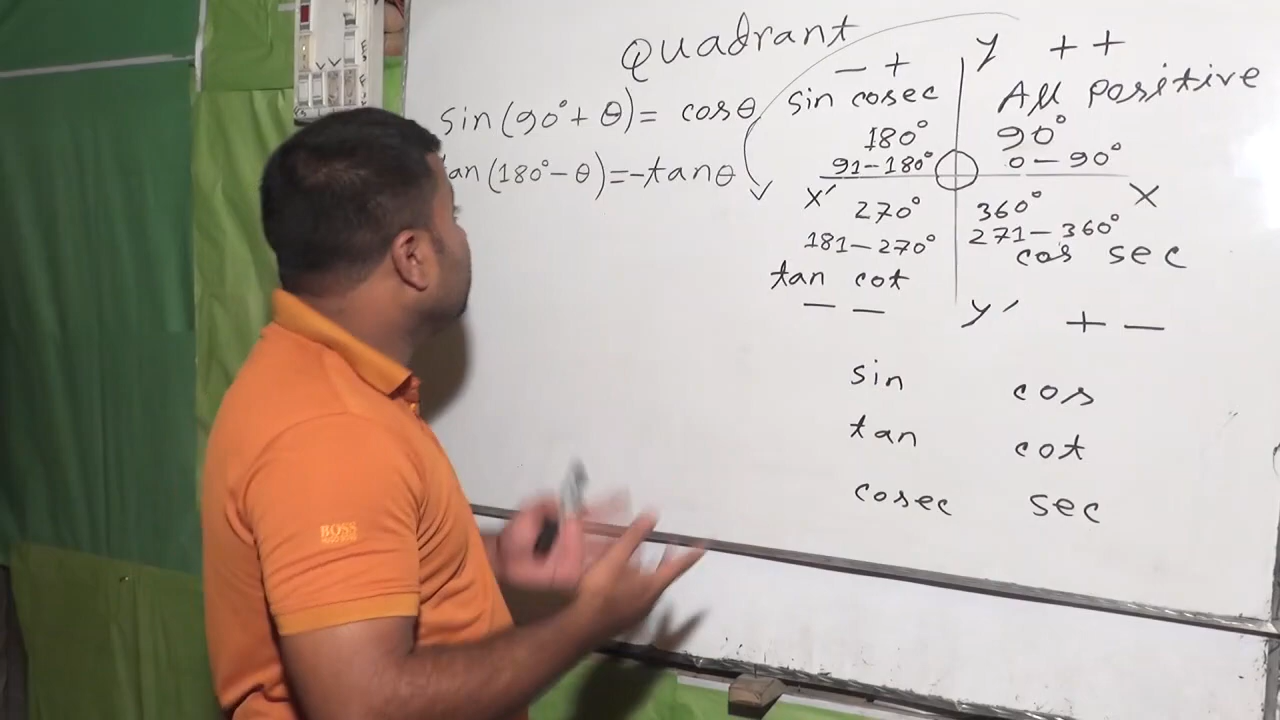 Quadrant
sin(90°+ θ)= cosθ
tan(180°− θ)=-tanθ
− +
sin cosec
180°
91−180°
y ++
All positive
90°
0−90°
x'
x
270°
181−270°
tan cot
− −
360°
271−360°
cos sec
y' + −
sin cos
tan cot
cosec sec
BOSS